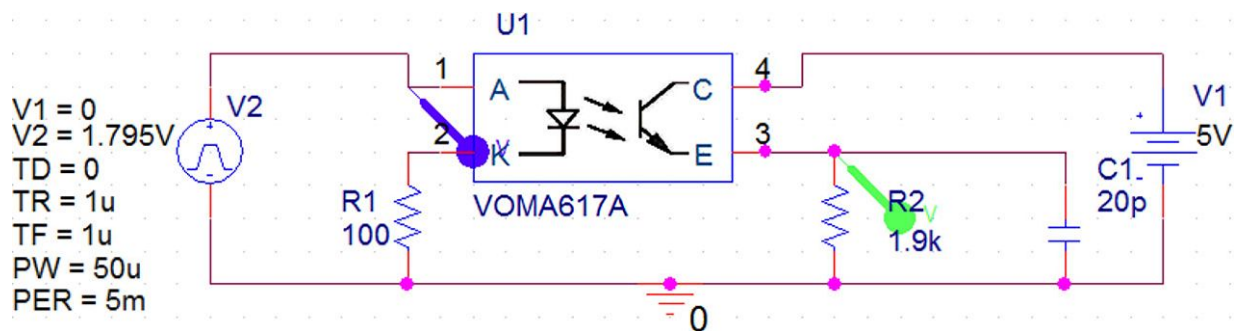 U1
V1 = 0
V2 = 1.795V
TD = 0
TR = 1u
TF = 1u
PW = 50u
PER = 5m
V2
1
2
A
K
V
C
E
4
3
VOMA617A
R1
100
R2
1.9k
V
C1
20p
V1
5V
0